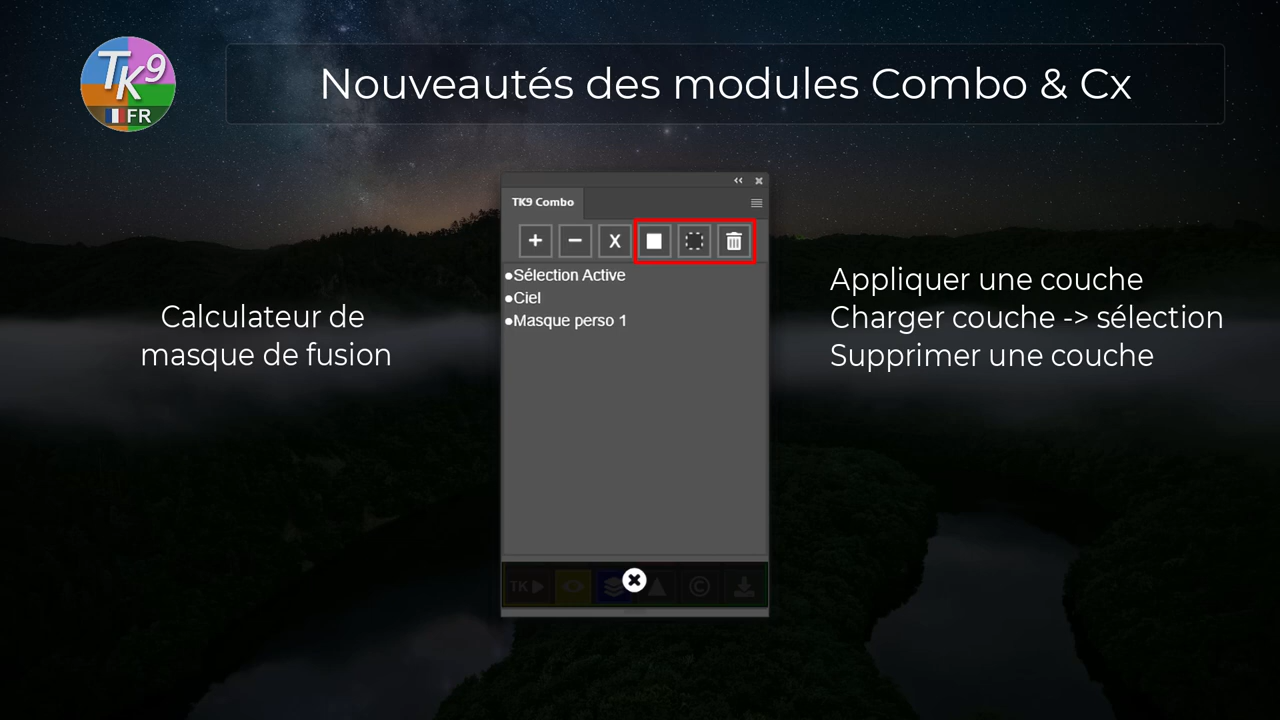 TK9
FR
Nouveautés des modules Combo & Cx
TK9 Combo
+ − X
●Sélection Active
●Ciel
●Masque perso 1
TK
©
Calculateur de
masque de fusion
Appliquer une couche
Charger couche -> sélection
Supprimer une couche